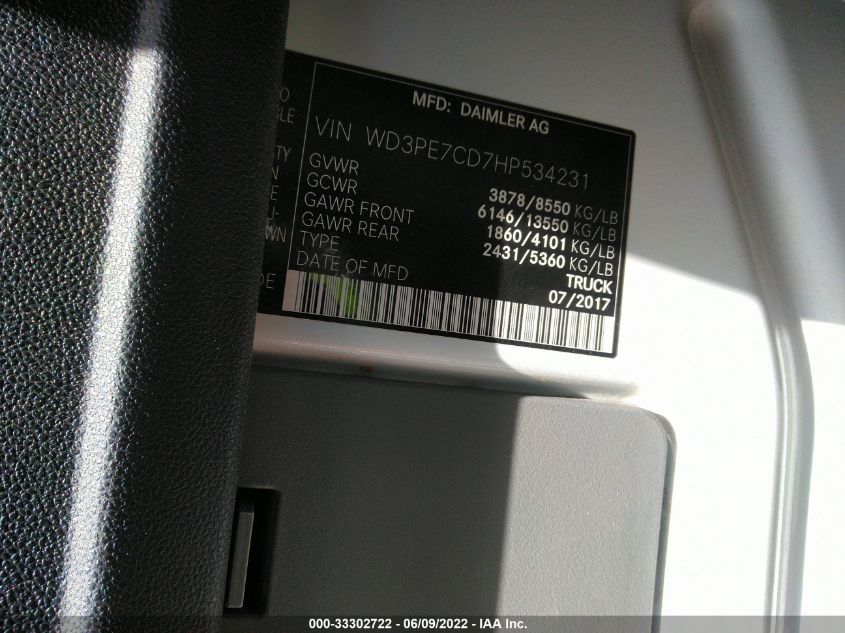 MFD: DAIMLER AG
VIN WD3PE7CD7HP534231
GVWR 3878/8550 KG/LB
GCWR 6146/13550 KG/LB
GAWR FRONT 1860/4101 KG/LB
GAWR REAR 2431/5360 KG/LB
TYPE TRUCK
DATE OF MFD 07/2017
000-33302722 - 06/09/2022 - IAA Inc.